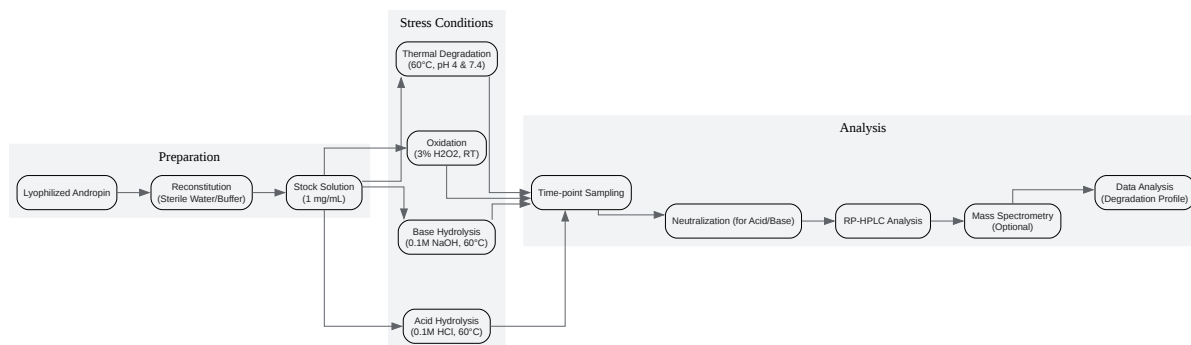 Stress Conditions
Thermal Degradation
(60°C, pH 4 & 7.4)
Oxidation
(3% H2O2, RT)
Base Hydrolysis
(0.1M NaOH, 60°C)
Acid Hydrolysis
(0.1M HCl, 60°C)
Preparation
Lyophilized Andropin
Reconstitution
(Sterile Water/Buffer)
Stock Solution
(1 mg/mL)
Analysis
Time-point Sampling
Neutralization (for Acid/Base)
RP-HPLC Analysis
Mass Spectrometry
(Optional)
Data Analysis
(Degradation Profile)